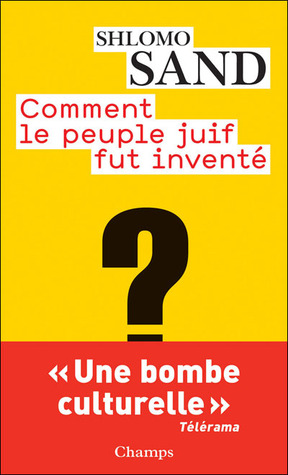 SHLOMO
SAND
Comment
le peuple juif
fut inventé
?
« Une bombe
culturelle »
Télérama
Champs